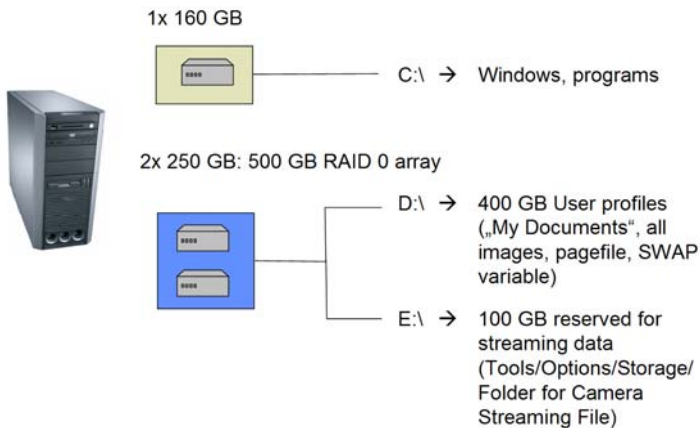 1x 160 GB
C:\ → Windows, programs
2x 250 GB: 500 GB RAID 0 array
D:\ → 400 GB User profiles
(„My Documents“, all
images, pagefile, SWAP
variable)
E:\ → 100 GB reserved for
streaming data
(Tools/Options/Storage/
Folder for Camera
Streaming File)